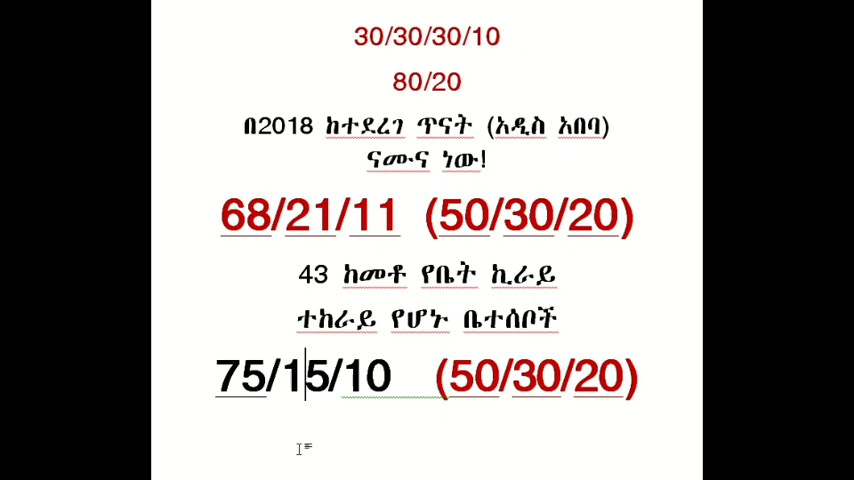 30/30/30/10
80/20
በ2018 ከተደረገ ጥናት (አዲስ አበባ)
ናሙና ነው!
68/21/11 (50/30/20)
43 ከመቶ የቤት ኪራይ
ተከራይ የሆኑ ቤተሰቦች
75/15/10 (50/30/20)